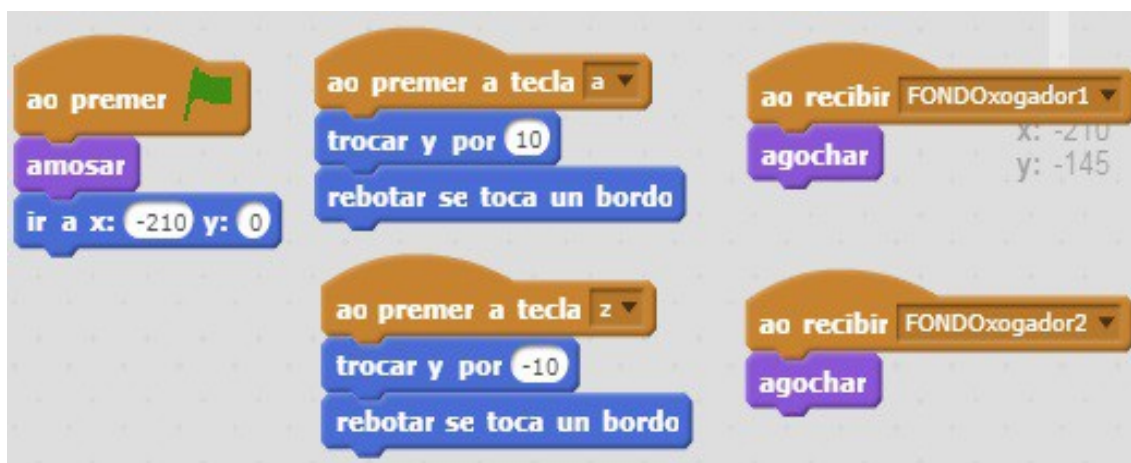 ao premer
amosar
ir a x: -210 y: 0
ao premer a tecla a
trocar y por 10
rebotar se toca un bordo
ao premer a tecla z
trocar y por -10
rebotar se toca un bordo
ao recibir FONDOxogador1
agochar
x: -210
y: -145
ao recibir FONDOxogador2
agochar